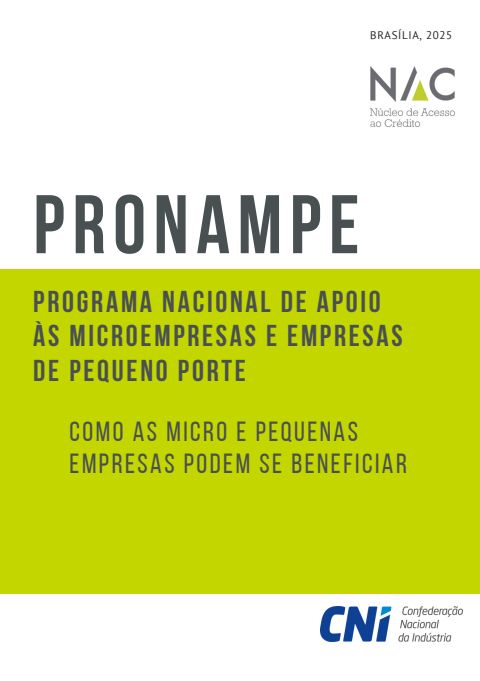 BRASÍLIA, 2025
NAC
Núcleo de Acesso
ao Crédito
PRONAMPE
PROGRAMA NACIONAL DE APOIO
ÀS MICROEMPRESAS E EMPRESAS
DE PEQUENO PORTE
COMO AS MICRO E PEQUENAS
EMPRESAS PODEM SE BENEFICIAR
CNI
Confederação
Nacional
da Indústria